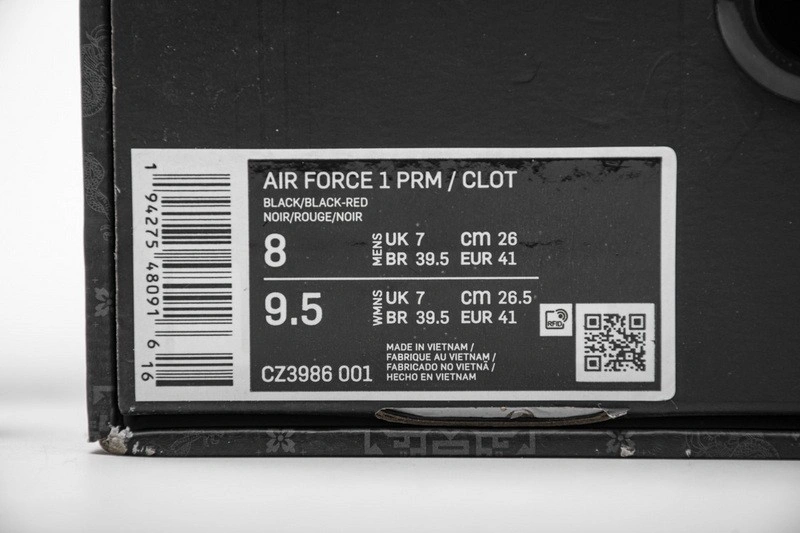 AIR FORCE 1 PRM / CLOT
BLACK/BLACK-RED
NOIR/ROUGE/NOIR
8
MENS
UK 7 cm 26
BR 39.5 EUR 41
9.5
WMNS
UK 7 cm 26.5
BR 39.5 EUR 41
RFID
MADE IN VIETNAM /
FABRIQUE AU VIETNAM /
FABRICADO NO VIETNÃ /
HECHO EN VIETNAM
CZ3986 001
1 94275 48091 6 16